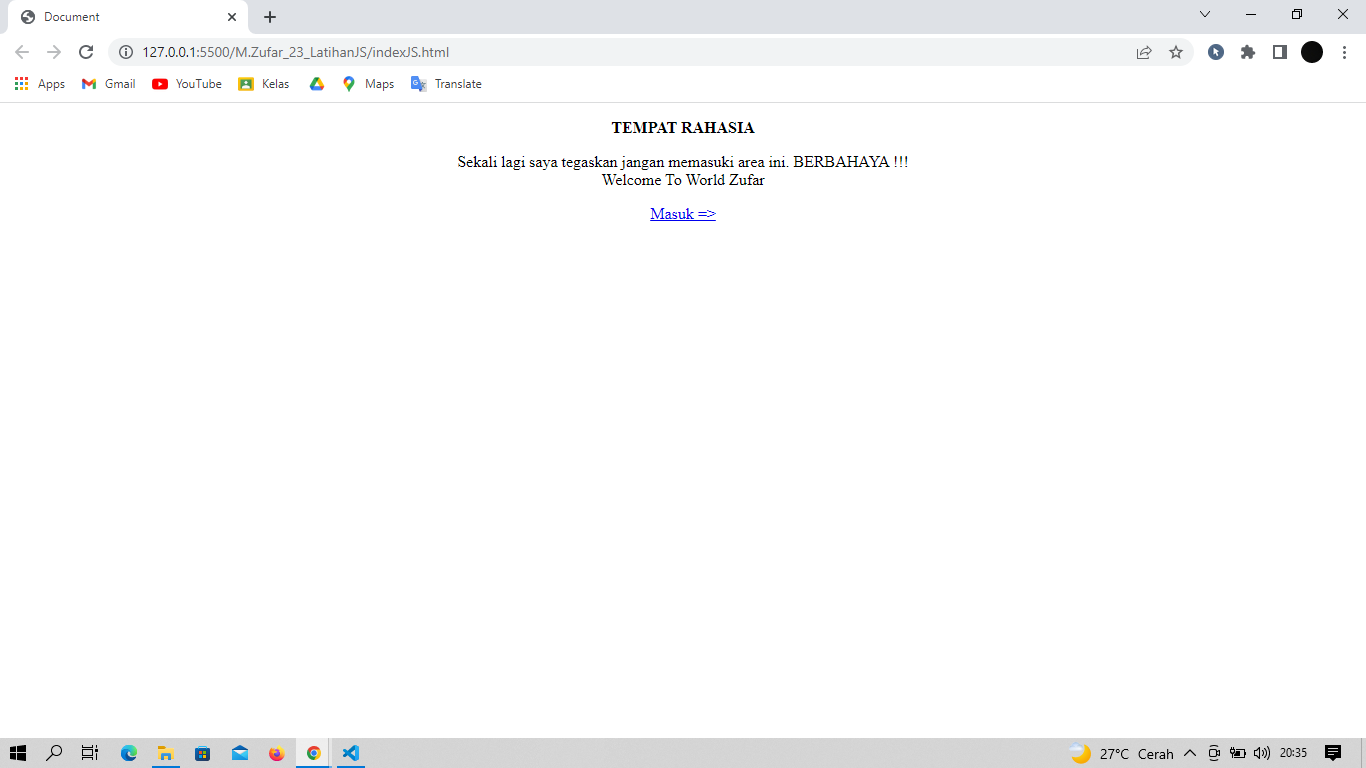 Document
127.0.0.1:5500/M.Zufar_23_LatihanJS/indexJS.html
Apps Gmail YouTube Kelas Maps Translate
TEMPAT RAHASIA
Sekali lagi saya tegaskan jangan memasuki area ini. BERBAHAYA !!!
Welcome To World Zufar
Masuk =>
27°C Cerah 20:35